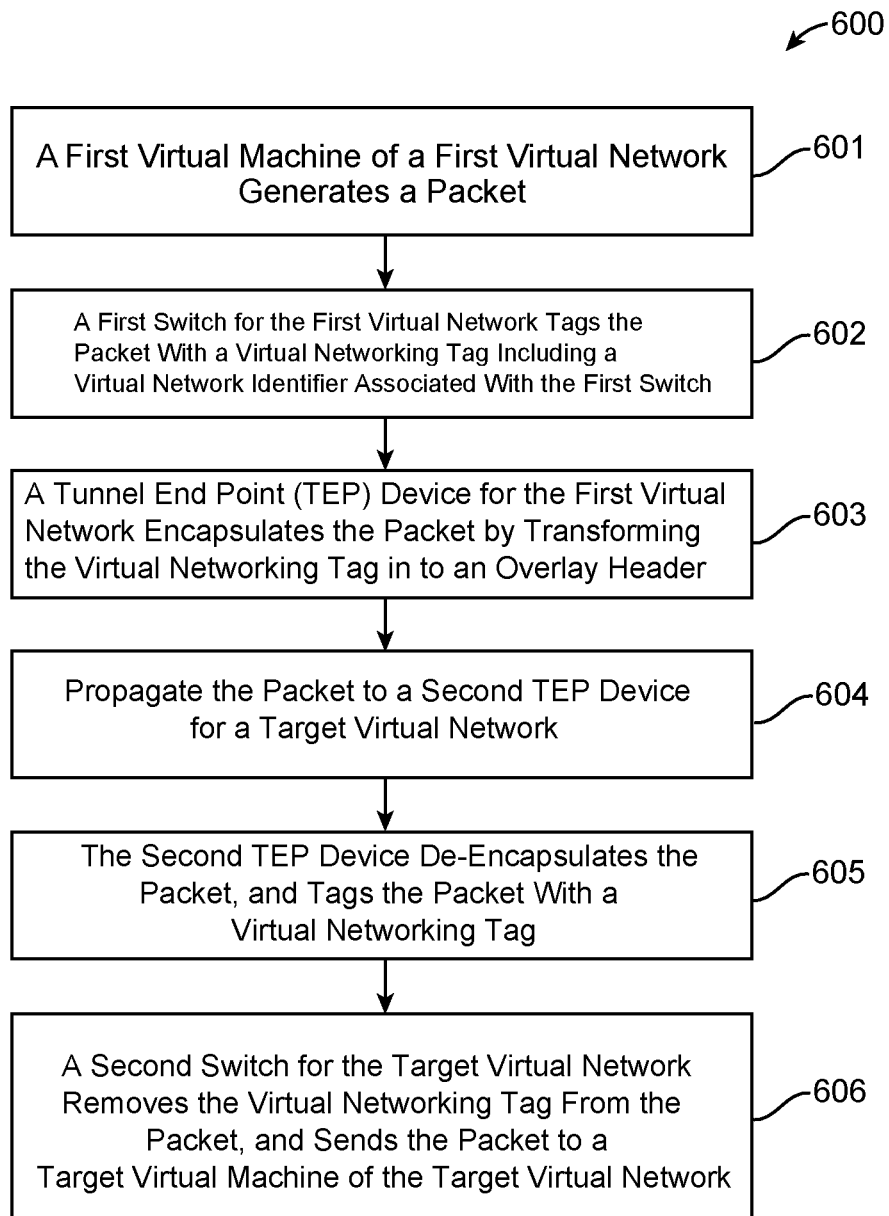 600
A First Virtual Machine of a First Virtual Network
Generates a Packet
601
A First Switch for the First Virtual Network Tags the
Packet With a Virtual Networking Tag Including a
Virtual Network Identifier Associated With the First Switch
602
A Tunnel End Point (TEP) Device for the First Virtual
Network Encapsulates the Packet by Transforming
the Virtual Networking Tag in to an Overlay Header
603
Propagate the Packet to a Second TEP Device
for a Target Virtual Network
604
The Second TEP Device De-Encapsulates the
Packet, and Tags the Packet With a
Virtual Networking Tag
605
A Second Switch for the Target Virtual Network
Removes the Virtual Networking Tag From the
Packet, and Sends the Packet to a
Target Virtual Machine of the Target Virtual Network
606